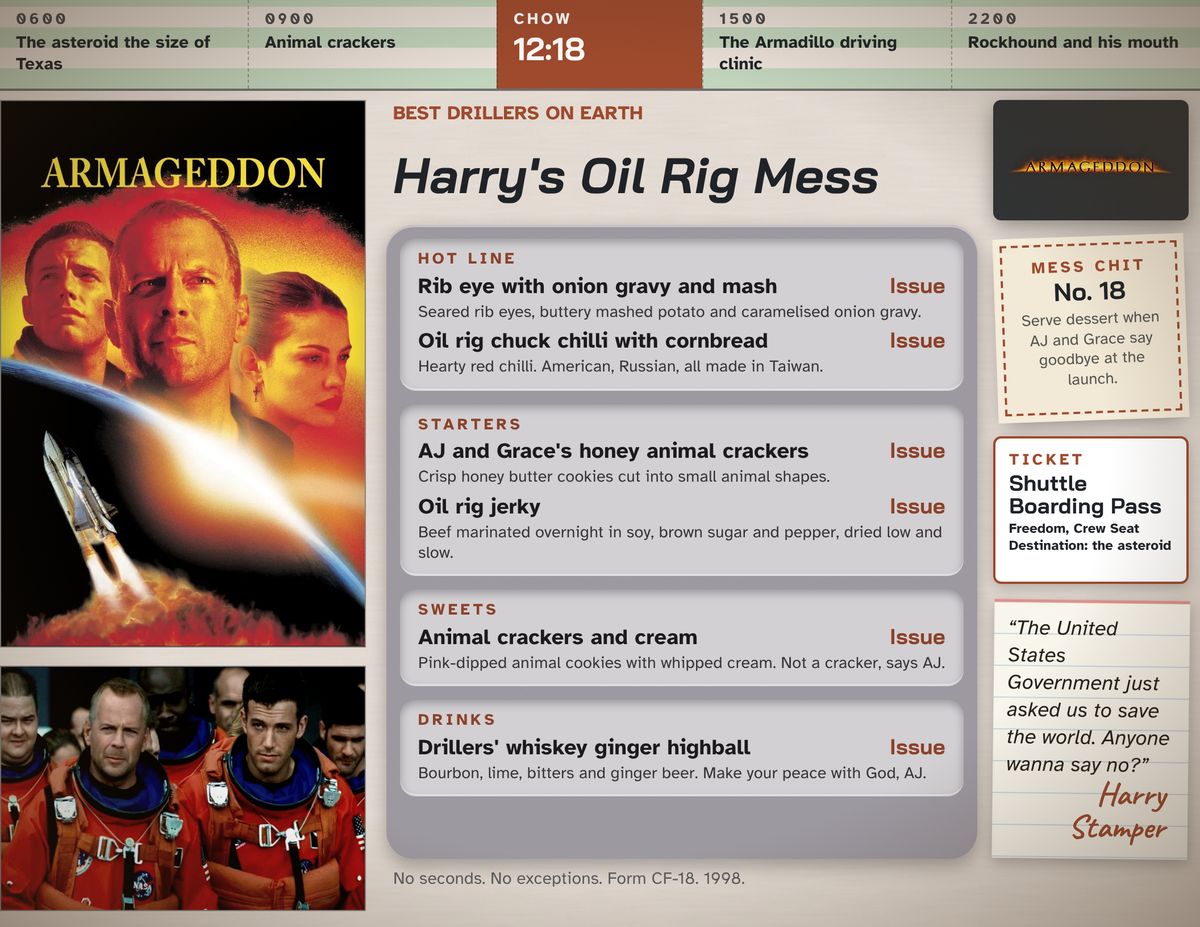 0600
The asteroid the size of
Texas
0900
Animal crackers
CHOW
12:18
1500
The Armadillo driving
clinic
2200
Rockhound and his mouth
ARMAGEDDON
NASA
BEST DRILLERS ON EARTH
Harry's Oil Rig Mess
HOT LINE
Rib eye with onion gravy and mash Issue
Seared rib eyes, buttery mashed potato and caramelised onion gravy.
Oil rig chuck chilli with cornbread Issue
Hearty red chilli. American, Russian, all made in Taiwan.
STARTERS
AJ and Grace's honey animal crackers Issue
Crisp honey butter cookies cut into small animal shapes.
Oil rig jerky Issue
Beef marinated overnight in soy, brown sugar and pepper, dried low and
slow.
SWEETS
Animal crackers and cream Issue
Pink-dipped animal cookies with whipped cream. Not a cracker, says AJ.
DRINKS
Drillers' whiskey ginger highball Issue
Bourbon, lime, bitters and ginger beer. Make your peace with God, AJ.
No seconds. No exceptions. Form CF-18. 1998.
ARMAGEDDON
MESS CHIT
No. 18
Serve dessert when
AJ and Grace say
goodbye at the
launch.
TICKET
Shuttle
Boarding Pass
Freedom, Crew Seat
Destination: the asteroid
“The United
States
Government just
asked us to save
the world. Anyone
wanna say no?”
Harry
Stamper